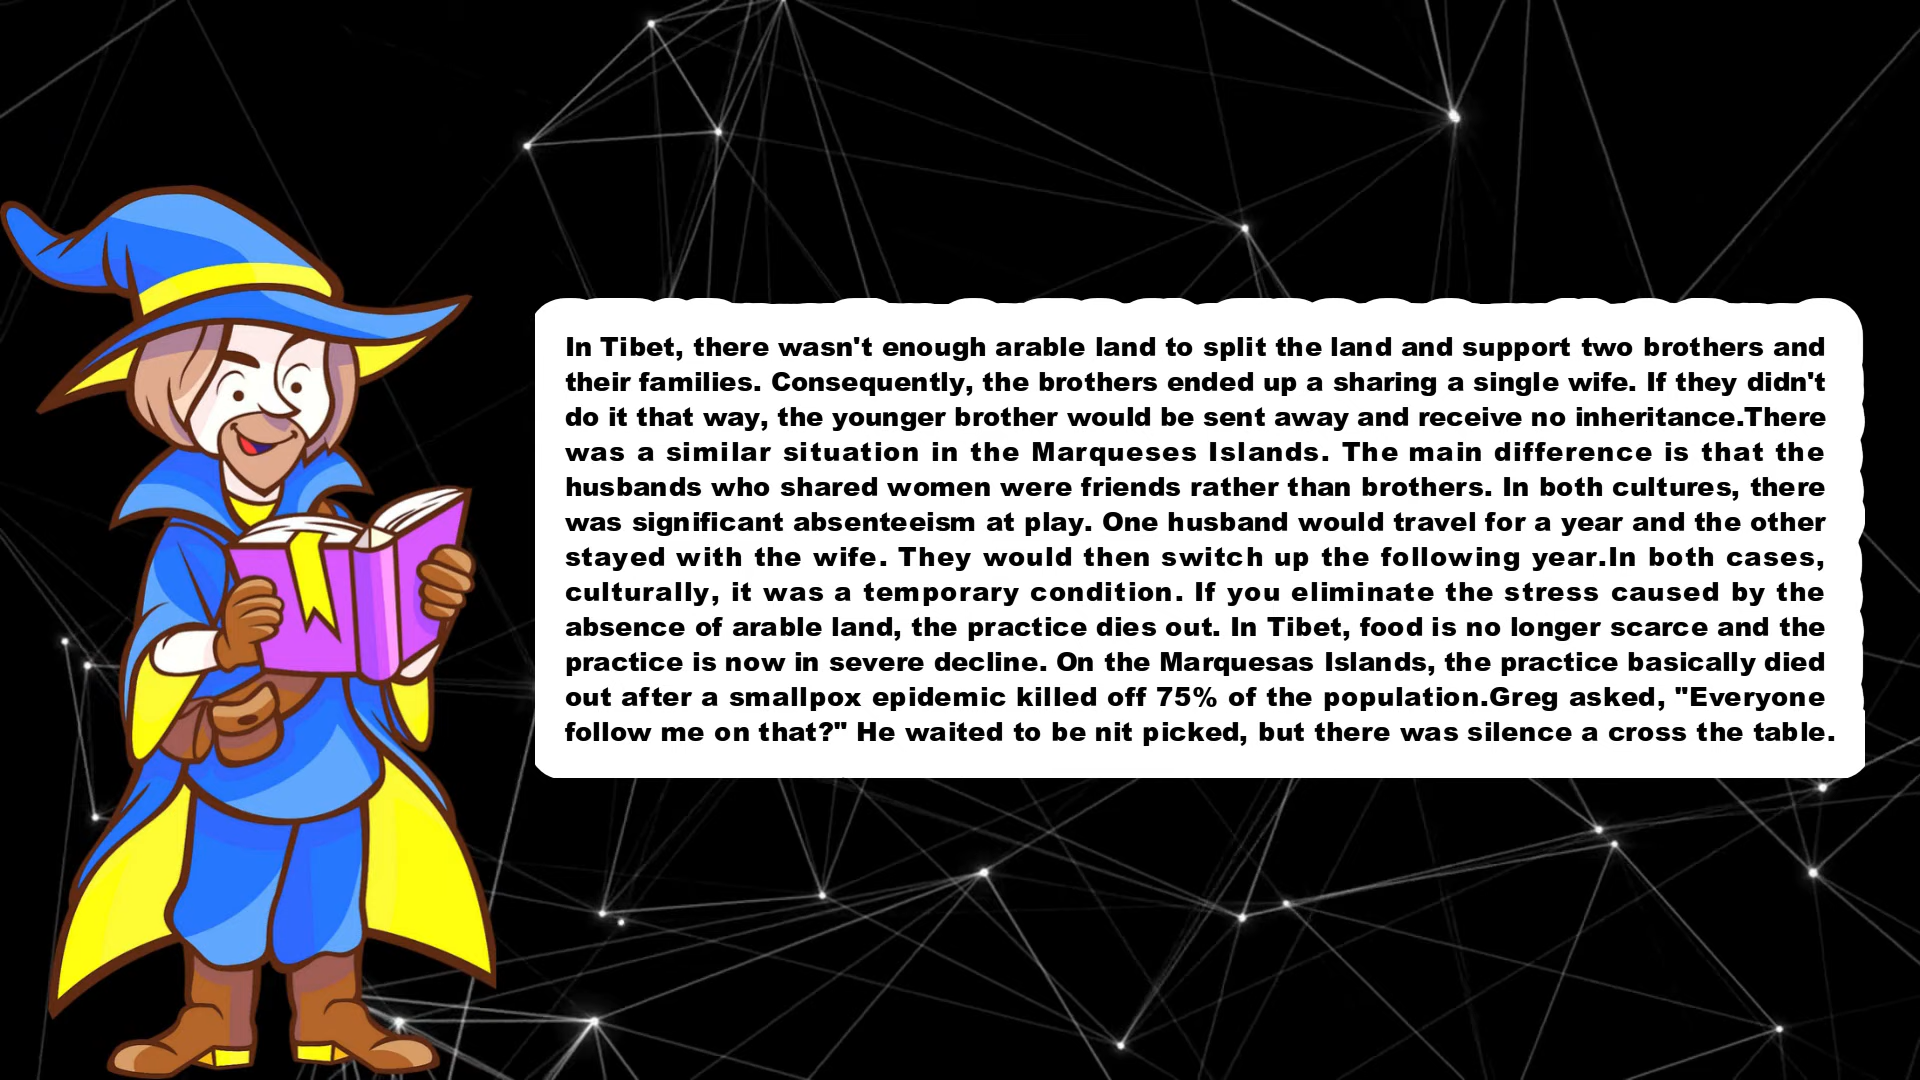 In Tibet, there wasn't enough arable land to split the land and support two brothers and
their families. Consequently, the brothers ended up a sharing a single wife. If they didn't
do it that way, the younger brother would be sent away and receive no inheritance.There
was a similar situation in the Marqueses Islands. The main difference is that the
husbands who shared women were friends rather than brothers. In both cultures, there
was significant absenteeism at play. One husband would travel for a year and the other
stayed with the wife. They would then switch up the following year.In both cases,
culturally, it was a temporary condition. If you eliminate the stress caused by the
absence of arable land, the practice dies out. In Tibet, food is no longer scarce and the
practice is now in severe decline. On the Marquesas Islands, the practice basically died
out after a smallpox epidemic killed off 75% of the population.Greg asked, "Everyone
follow me on that?" He waited to be nit picked, but there was silence a cross the table.